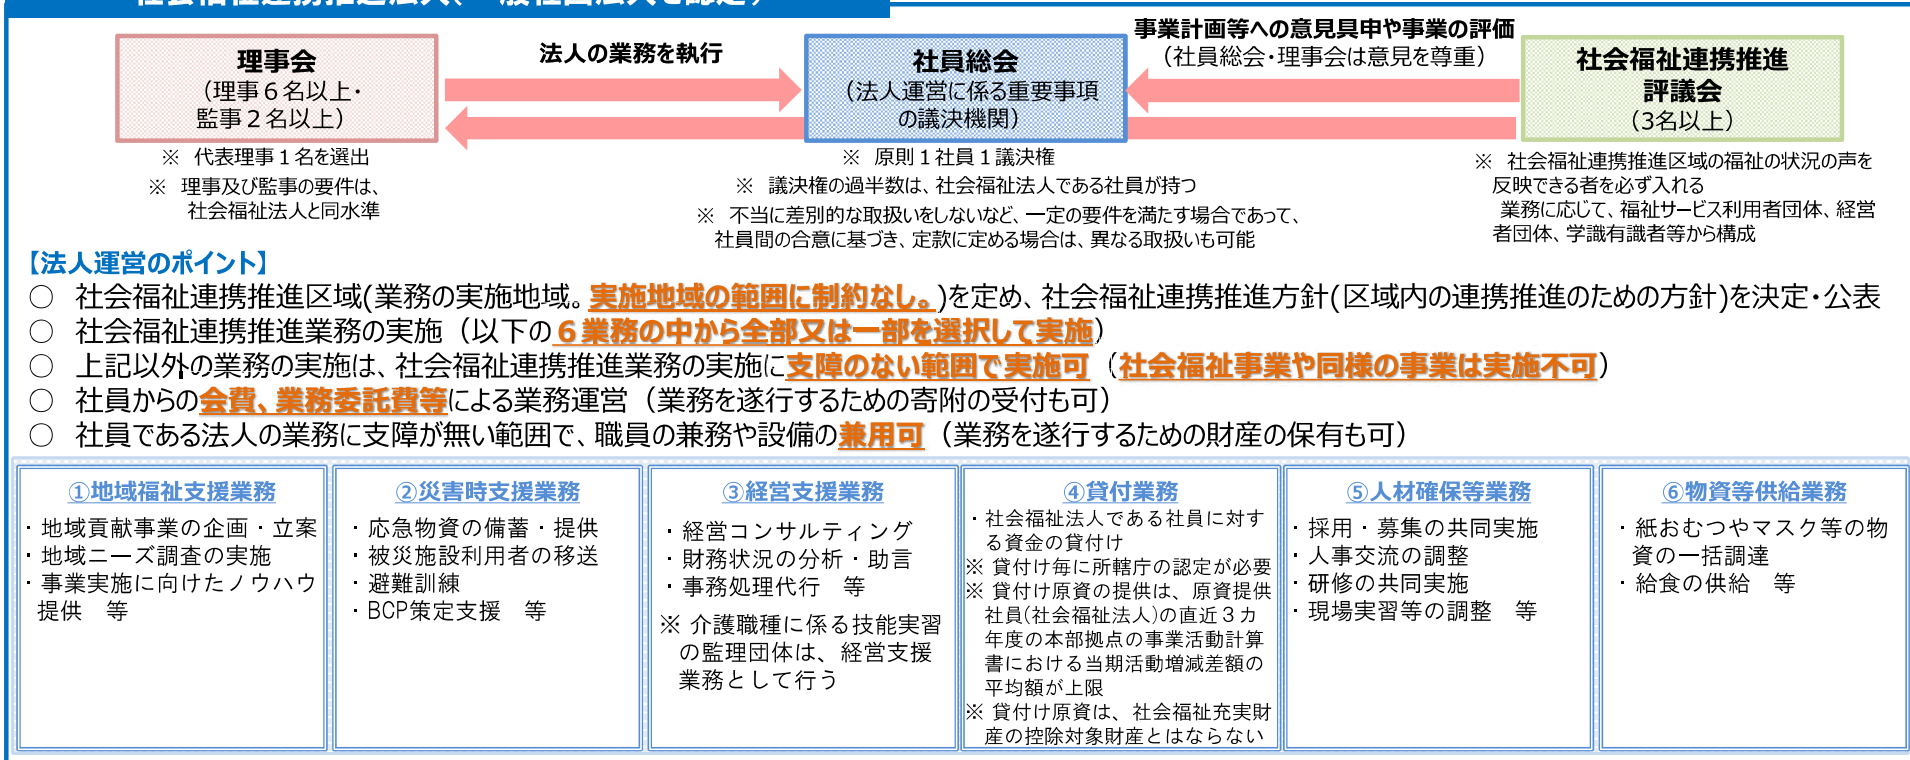 社会福祉連携推進法人(一般社団法人を認定)
理事会
（理事６名以上・
監事２名以上）
※ 代表理事１名を選出
※ 理事及び監事の要件は、
社会福祉法人と同水準
法人の業務を執行
社員総会
（法人運営に係る重要事項
の議決機関）
※ 原則１社員１議決権
※ 議決権の過半数は、社会福祉法人である社員が持つ
※ 不当に差別的な取扱いをしないなど、一定の要件を満たす場合であって、
社員間の合意に基づき、定款に定める場合は、異なる取扱いも可能
事業計画等への意見具申や事業の評価
（社員総会・理事会は意見を尊重）
社会福祉連携推進
評議会
（3名以上）
※ 社会福祉連携推進区域の福祉の状況の声を
反映できる者を必ず入れる
業務に応じて、福祉サービス利用者団体、経営
者団体、学識有識者等から構成
【法人運営のポイント】
○ 社会福祉連携推進区域(業務の実施地域。実施地域の範囲に制約なし。)を定め、社会福祉連携推進方針(区域内の連携推進のための方針)を決定・公表
○ 社会福祉連携推進業務の実施（以下の６業務の中から全部又は一部を選択して実施）
○ 上記以外の業務の実施は、社会福祉連携推進業務の実施に支障のない範囲で実施可（社会福祉事業や同様の事業は実施不可）
○ 社員からの会費、業務委託費等による業務運営（業務を遂行するための寄附の受付も可）
○ 社員である法人の業務に支障が無い範囲で、職員の兼務や設備の兼用可（業務を遂行するための財産の保有も可）
①地域福祉支援業務
・地域貢献事業の企画・立案
・地域ニーズ調査の実施
・事業実施に向けたノウハウ
提供 等
②災害時支援業務
・応急物資の備蓄・提供
・被災施設利用者の移送
・避難訓練
・BCP策定支援 等
③経営支援業務
・経営コンサルティング
・財務状況の分析・助言
・事務処理代行 等
※ 介護職種に係る技能実習
の監理団体は、経営支援
業務として行う
④貸付業務
・社会福祉法人である社員に対す
る資金の貸付け
※ 貸付け毎に所轄庁の認定が必要
※ 貸付け原資の提供は、原資提供
社員(社会福祉法人)の直近３カ
年度の本部拠点の事業活動計算
書における当期活動増減差額の
平均額が上限
※ 貸付け原資は、社会福祉充実財
産の控除対象財産とはならない
⑤人材確保等業務
・採用・募集の共同実施
・人事交流の調整
・研修の共同実施
・現場実習等の調整 等
⑥物資等供給業務
・紙おむつやマスク等の物
資の一括調達
・給食の供給 等